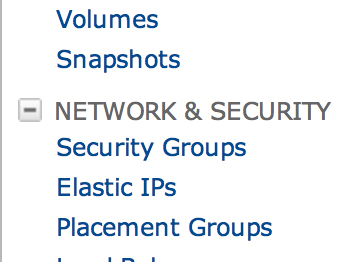 Volumes
Snapshots
NETWORK & SECURITY
Security Groups
Elastic IPs
Placement Groups